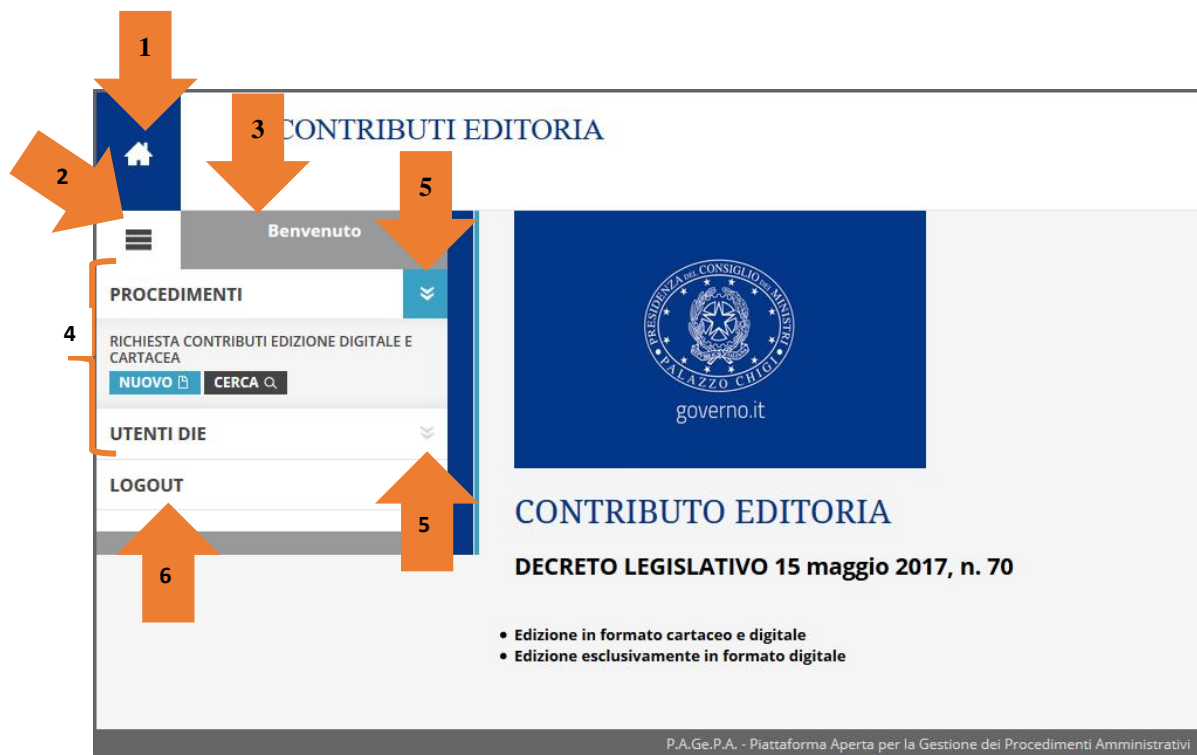 1
3
CONTRIBUTI EDITORIA
2
5
Benvenuto
PROCEDIMENTI
4
RICHIESTA CONTRIBUTI EDIZIONE DIGITALE E
CARTACEA
NUOVO CERCA
UTENTI DIE
LOGOUT
5
6
PRESIDENZA DEL CONSIGLIO DEI MINISTRI
PALAZZO CHIGI
governo.it
CONTRIBUTO EDITORIA
DECRETO LEGISLATIVO 15 maggio 2017, n. 70
• Edizione in formato cartaceo e digitale
• Edizione esclusivamente in formato digitale
P.A.Ge.P.A. - Piattaforma Aperta per la Gestione dei Procedimenti Amministrativi